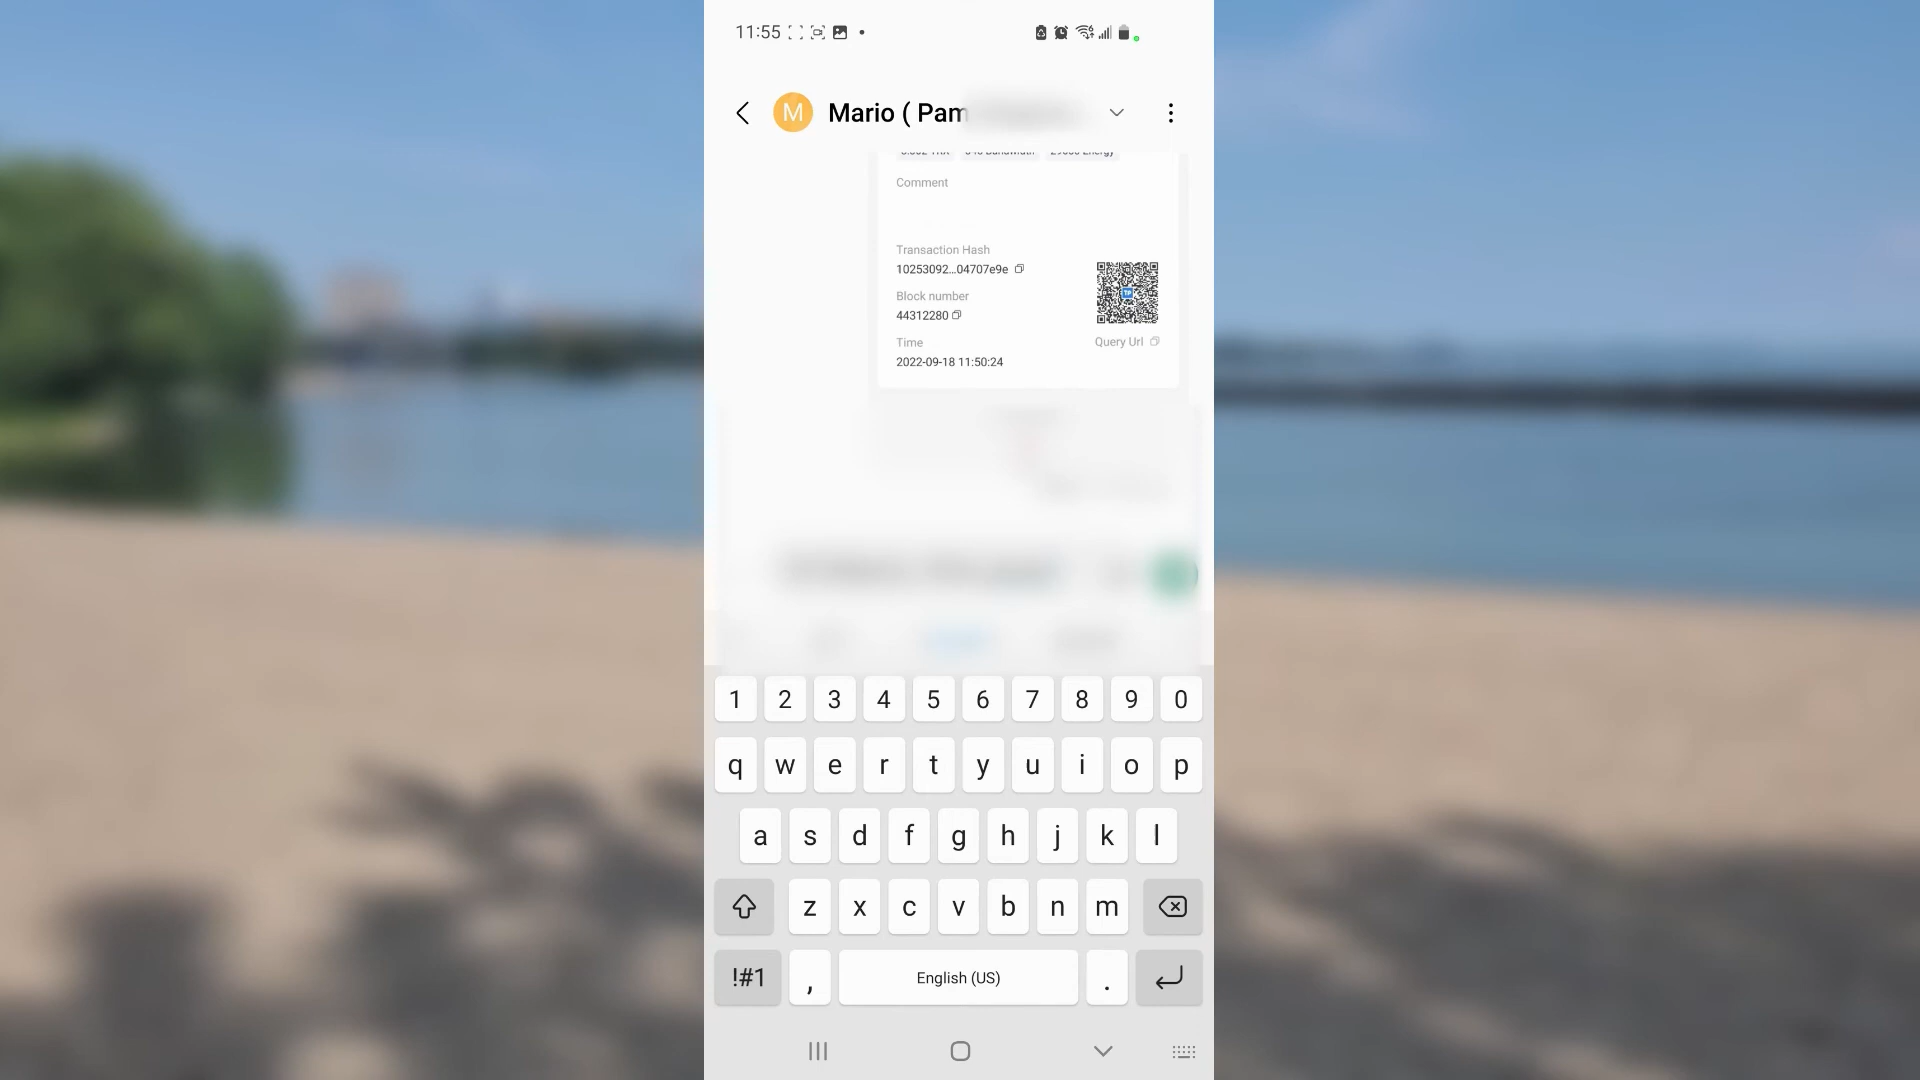 11:55
M
Mario ( Pam
Comment
Transaction Hash
10253092...04707e9e
Block number
44312280
TP
Query Url
Time
2022-09-18 11:50:24
1 2 3 4 5 6 7 8 9 0
q w e r t y u i o p
a s d f g h j k l
z x c v b n m
!#1 , English (US) .